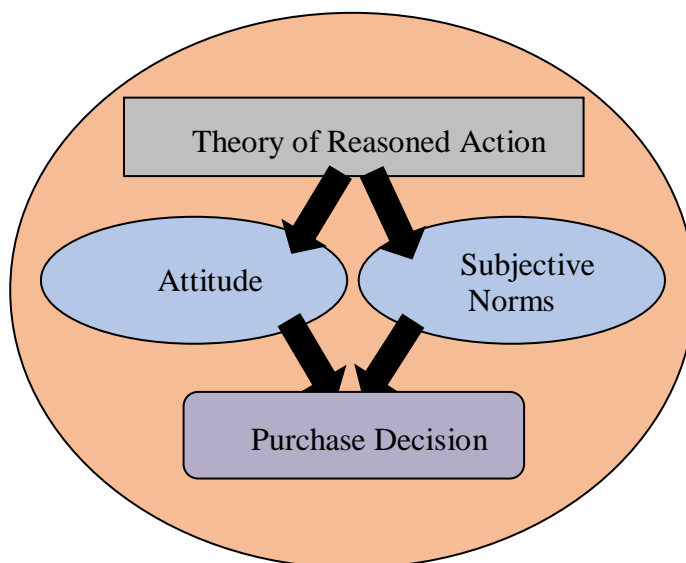 Theory of Reasoned Action
Attitude
Subjective
Norms
Purchase Decision